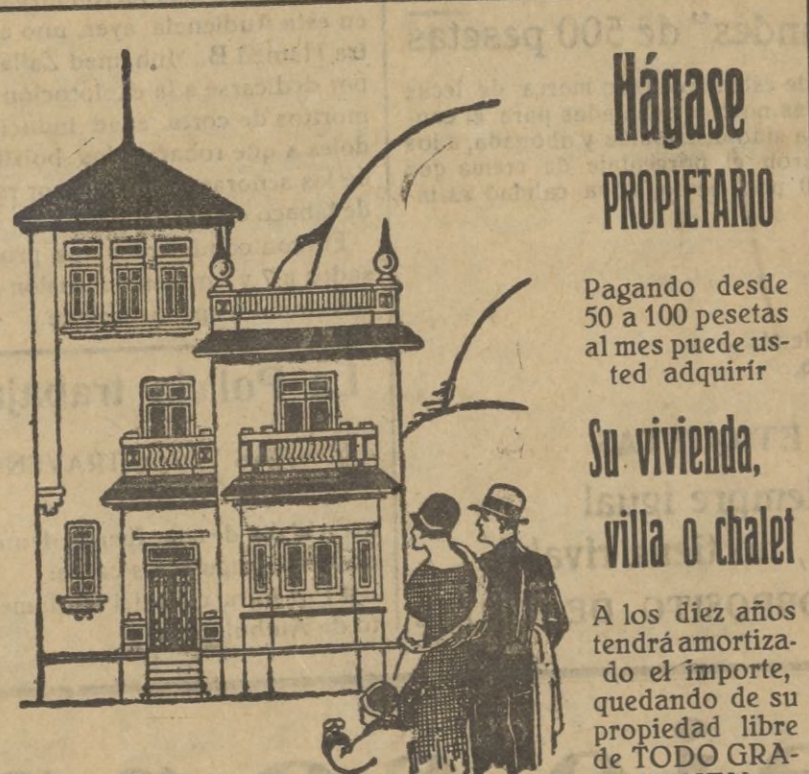 Hágase
PROPIETARIO
Pagando desde
50 a 100 pesetas
al mes puede us-
ted adquirir
Su vivienda,
villa o chalet
A los diez años
tendrá amortiza-
do el importe,
quedando de su
propiedad libre
de TODO GRA-